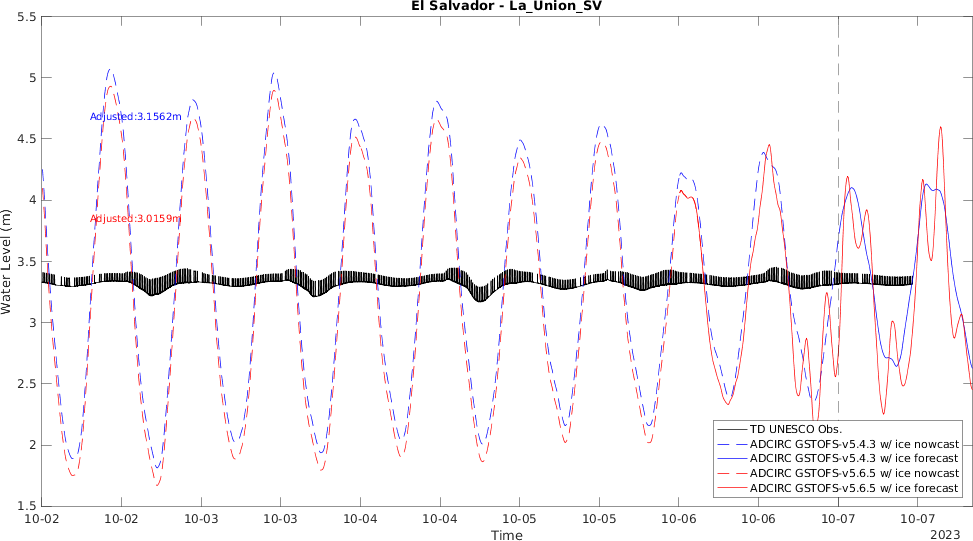 El Salvador - La_Union_SV
Water Level (m)
5.5
5
4.5
4
3.5
3
2.5
2
1.5
Adjusted:3.1562m
Adjusted:3.0159m
TD UNESCO Obs.
ADCIRC GSTOFS-v5.4.3 w/ ice nowcast
ADCIRC GSTOFS-v5.4.3 w/ ice forecast
ADCIRC GSTOFS-v5.6.5 w/ ice nowcast
ADCIRC GSTOFS-v5.6.5 w/ ice forecast
10-02 10-02 10-03 10-03 10-04 10-04 10-05 10-05 10-06 10-06 10-07 10-07
Time
2023